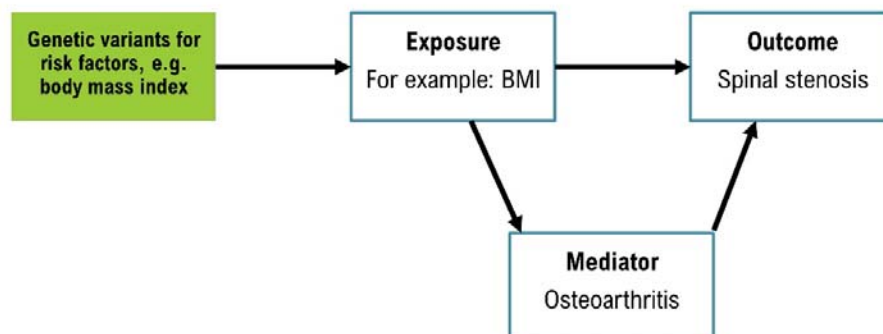 Genetic variants for
risk factors, e.g.
body mass index
Exposure
For example: BMI
Outcome
Spinal stenosis
Mediator
Osteoarthritis